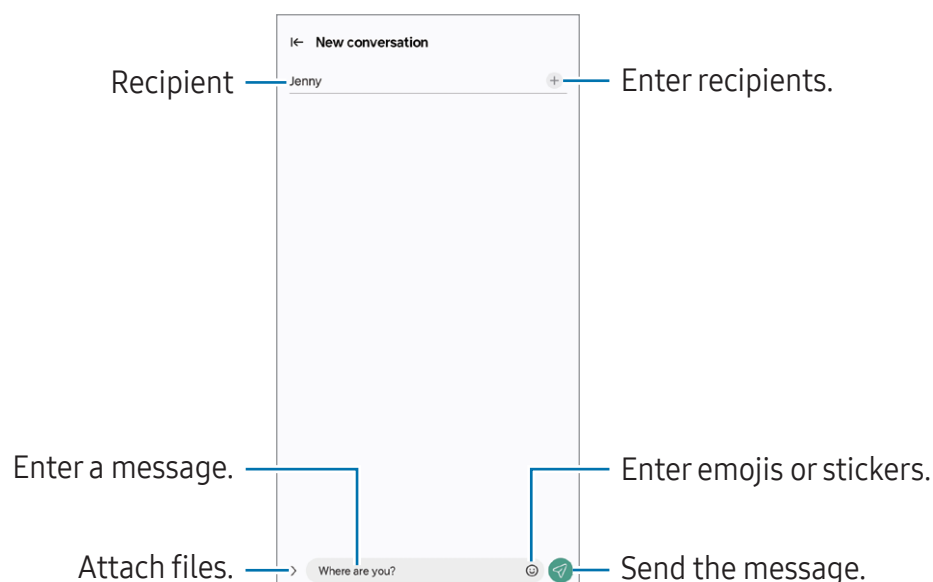 New conversation
Recipient
Jenny
Enter recipients.
Enter a message.
Enter emojis or stickers.
Attach files.
Where are you?
Send the message.